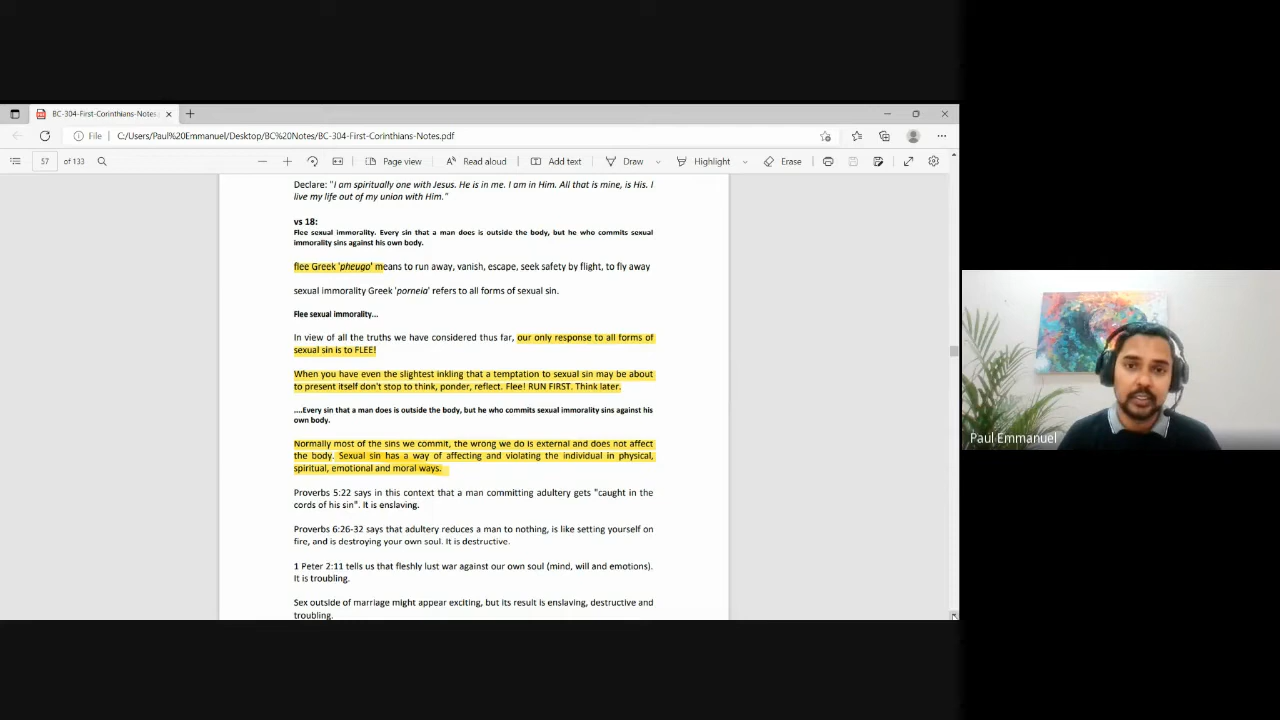 BC-304-First-Corinthians-Notes
File C:/Users/Paul%20Emmanuel/Desktop/BC%20Notes/BC-304-First-Corinthians-Notes.pdf
57 of 133 Page view Read aloud Add text Draw Highlight Erase
Declare: "I am spiritually one with Jesus. He is in me. I am in Him. All that is mine, is His. I
live my life out of my union with Him."
vs 18:
Flee sexual immorality. Every sin that a man does is outside the body, but he who commits sexual
immorality sins against his own body.
flee Greek 'pheugo' means to run away, vanish, escape, seek safety by flight, to fly away
sexual immorality Greek 'porneia' refers to all forms of sexual sin.
Flee sexual immorality...
In view of all the truths we have considered thus far, our only response to all forms of
sexual sin is to FLEE!
When you have even the slightest inkling that a temptation to sexual sin may be about
to present itself don't stop to think, ponder, reflect. Flee! RUN FIRST. Think later.
....Every sin that a man does is outside the body, but he who commits sexual immorality sins against his
own body.
Normally most of the sins we commit, the wrong we do is external and does not affect
the body. Sexual sin has a way of affecting and violating the individual in physical,
spiritual, emotional and moral ways.
Proverbs 5:22 says in this context that a man committing adultery gets "caught in the
cords of his sin". It is enslaving.
Proverbs 6:26-32 says that adultery reduces a man to nothing, is like setting yourself on
fire, and is destroying your own soul. It is destructive.
1 Peter 2:11 tells us that fleshly lust war against our own soul (mind, will and emotions).
It is troubling.
Sex outside of marriage might appear exciting, but its result is enslaving, destructive and
troubling.
Paul Emmanuel